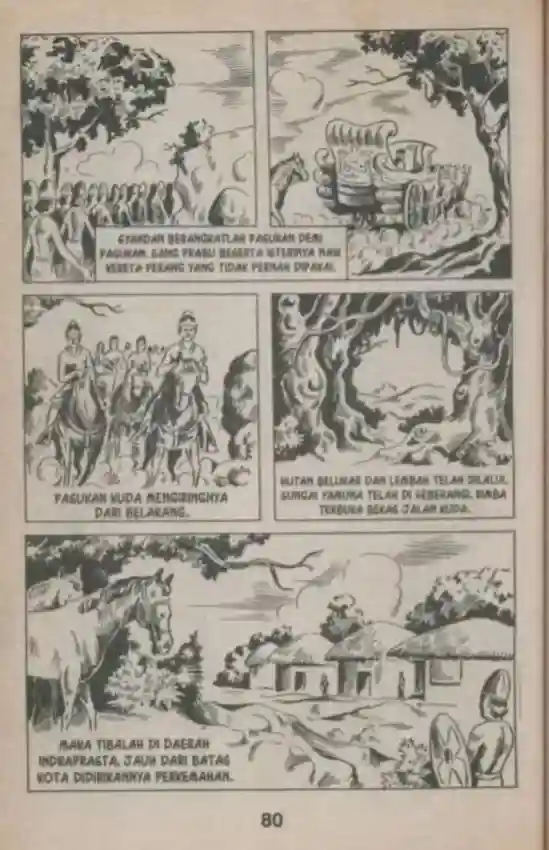 SYAHDAN BERANGKATLAH PASUKAN DEMI
PASUKAN. SANG PRABU BESERTA ISTERINYA NAIK
KERETA PERANG YANG TIDAK PERNAH DIPAKAI.
PASUKAN KUDA MENGIRINGNYA
DARI BELAKANG.
HUTAN BELUKAR DAN LEMBAH TELAH DILALUI.
SUNGAI YAMUNA TELAH DI SEBERANGI. RIMBA
TERBUKA BEKAS JALAN KUDA.
MAKA TIBALAH DI DAERAH
INDRAPRASTA, JAUH DARI BATAS
KOTA DIDIRIKANNYA PERKEMAHAN.
80